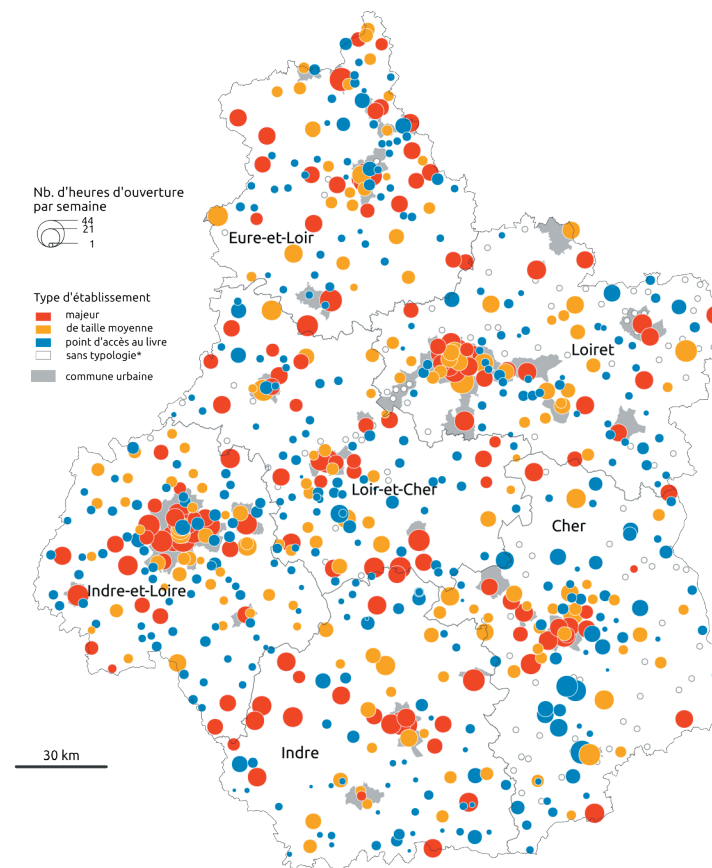 Nb. d'heures d'ouverture
par semaine
44
21
1
Type d'établissement
majeur
de taille moyenne
point d'accès au livre
sans typologie*
commune urbaine
Eure-et-Loir
Loiret
Loir-et-Cher
Cher
Indre-et-Loire
Indre
30 km